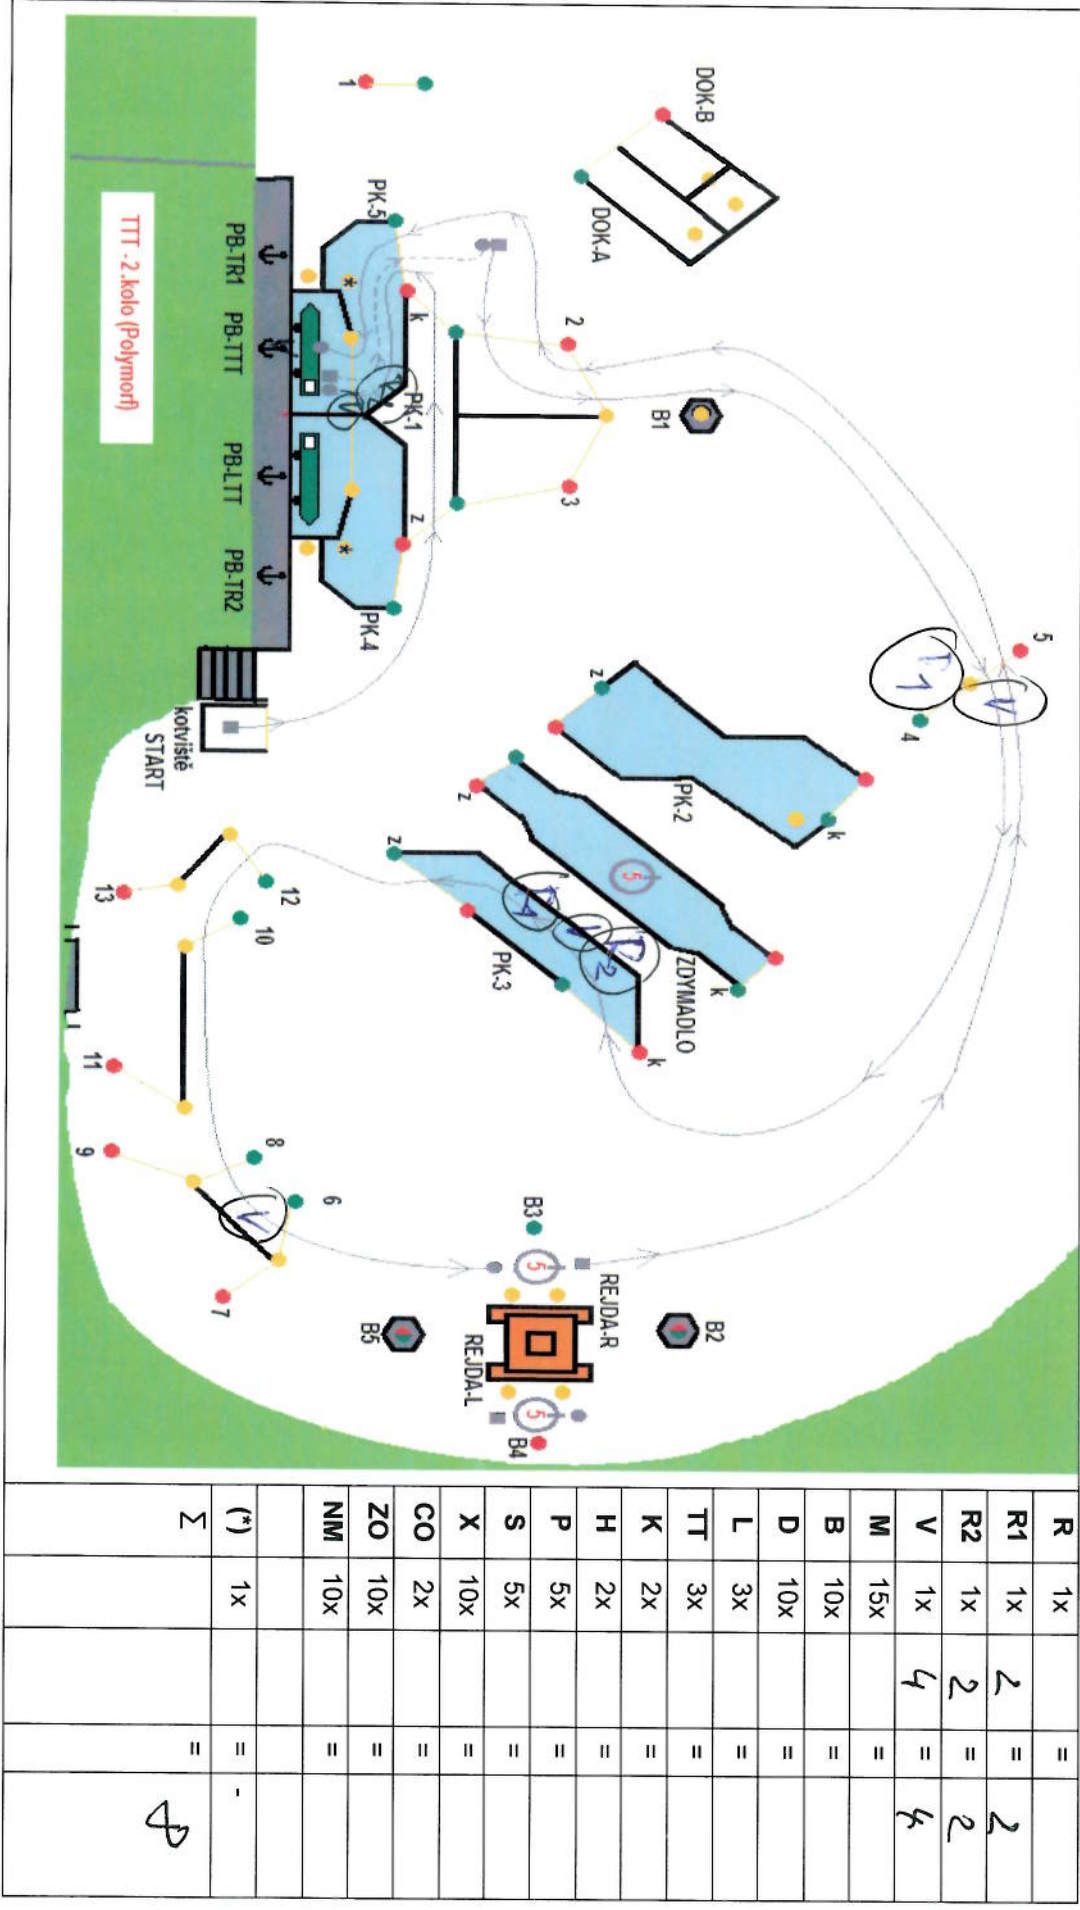 TTT - 2.kolo (Polymorf)
DOK-B
DOK-A
1
PK-5
PB-TR1
PB-TTT
PB-LTT
PB-TR2
*
*
k
PK-1
z
PK-4
2
3
B1
kotviště
START
5
4
z
PK-2
k
z
5
ZDYMADLO
k
z
PK-3
k
V
V
V
V
12
13
10
11
8
9
6
7
B3
5
REJDA-R
REJDA-L
B2
B5
5
B4
R 1x =
R1 1x 2 = 2
R2 1x 2 = 2
V 1x 4 = 4
M 15x =
B 10x =
D 10x =
L 3x =
TT 3x =
K 2x =
H 2x =
P 5x =
S 5x =
X 10x =
CO 2x =
ZO 10x =
NM 10x =
(*) 1x = -
Σ = 8